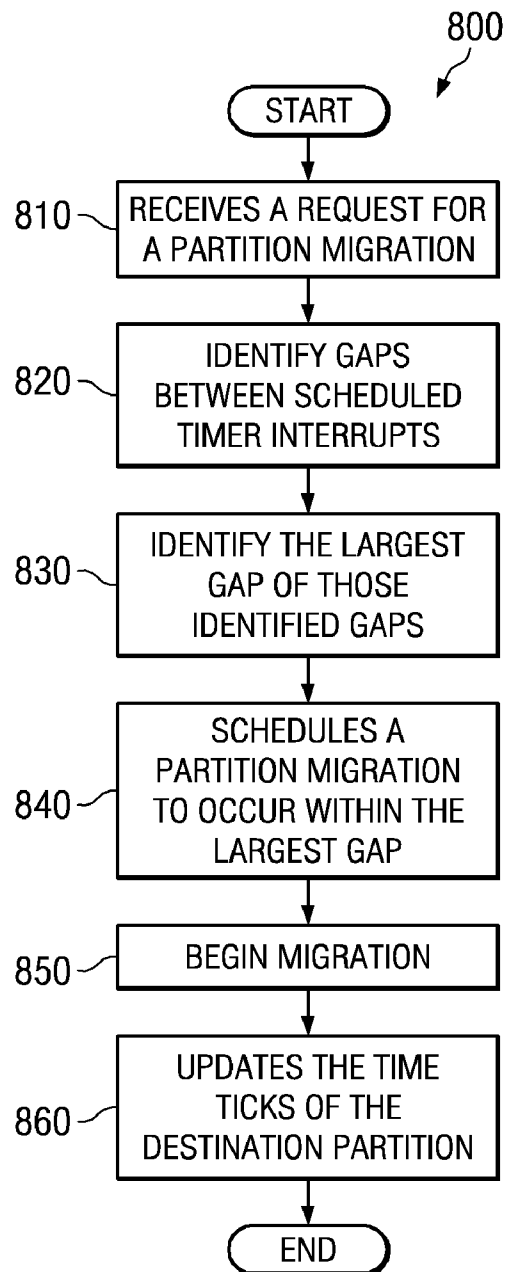 800
START
810
RECEIVES A REQUEST FOR
A PARTITION MIGRATION
820
IDENTIFY GAPS
BETWEEN SCHEDULED
TIMER INTERRUPTS
830
IDENTIFY THE LARGEST
GAP OF THOSE
IDENTIFIED GAPS
840
SCHEDULES A
PARTITION MIGRATION
TO OCCUR WITHIN THE
LARGEST GAP
850
BEGIN MIGRATION
860
UPDATES THE TIME
TICKS OF THE
DESTINATION PARTITION
END